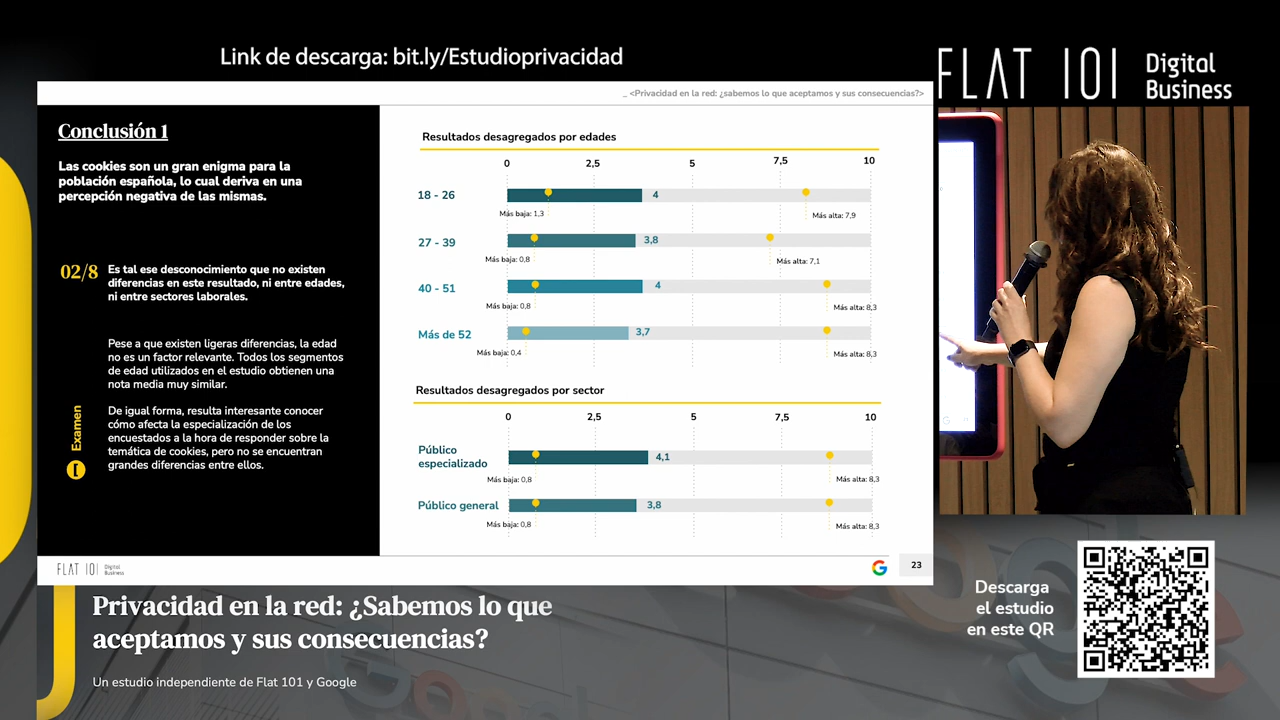 Link de descarga: bit.ly/Estudioprivacidad
FLAT 101 Digital
Business
_ <Privacidad en la red: ¿sabemos lo que aceptamos y sus consecuencias?>
Conclusión 1
Las cookies son un gran enigma para la
población española, lo cual deriva en una
percepción negativa de las mismas.
02/8
Es tal ese desconocimiento que no existen
diferencias en este resultado, ni entre edades,
ni entre sectores laborales.
Pese a que existen ligeras diferencias, la edad
no es un factor relevante. Todos los segmentos
de edad utilizados en el estudio obtienen una
nota media muy similar.
Examen
De igual forma, resulta interesante conocer
cómo afecta la especialización de los
encuestados a la hora de responder sobre la
temática de cookies, pero no se encuentran
grandes diferencias entre ellos.
Resultados desagregados por edades
0 2,5 5 7,5 10
18 - 26 4
Más baja: 1,3 Más alta: 7,9
27 - 39 3,8
Más baja: 0,8 Más alta: 7,1
40 - 51 4
Más baja: 0,8 Más alta: 8,3
Más de 52 3,7
Más baja: 0,4 Más alta: 8,3
Resultados desagregados por sector
0 2,5 5 7,5 10
Público
especializado 4,1
Más baja: 0,8 Más alta: 8,3
Público general 3,8
Más baja: 0,8 Más alta: 8,3
FLAT 101 Digital
Business
G
23
Privacidad en la red: ¿Sabemos lo que
aceptamos y sus consecuencias?
Un estudio independiente de Flat 101 y Google
Descarga
el estudio
en este QR